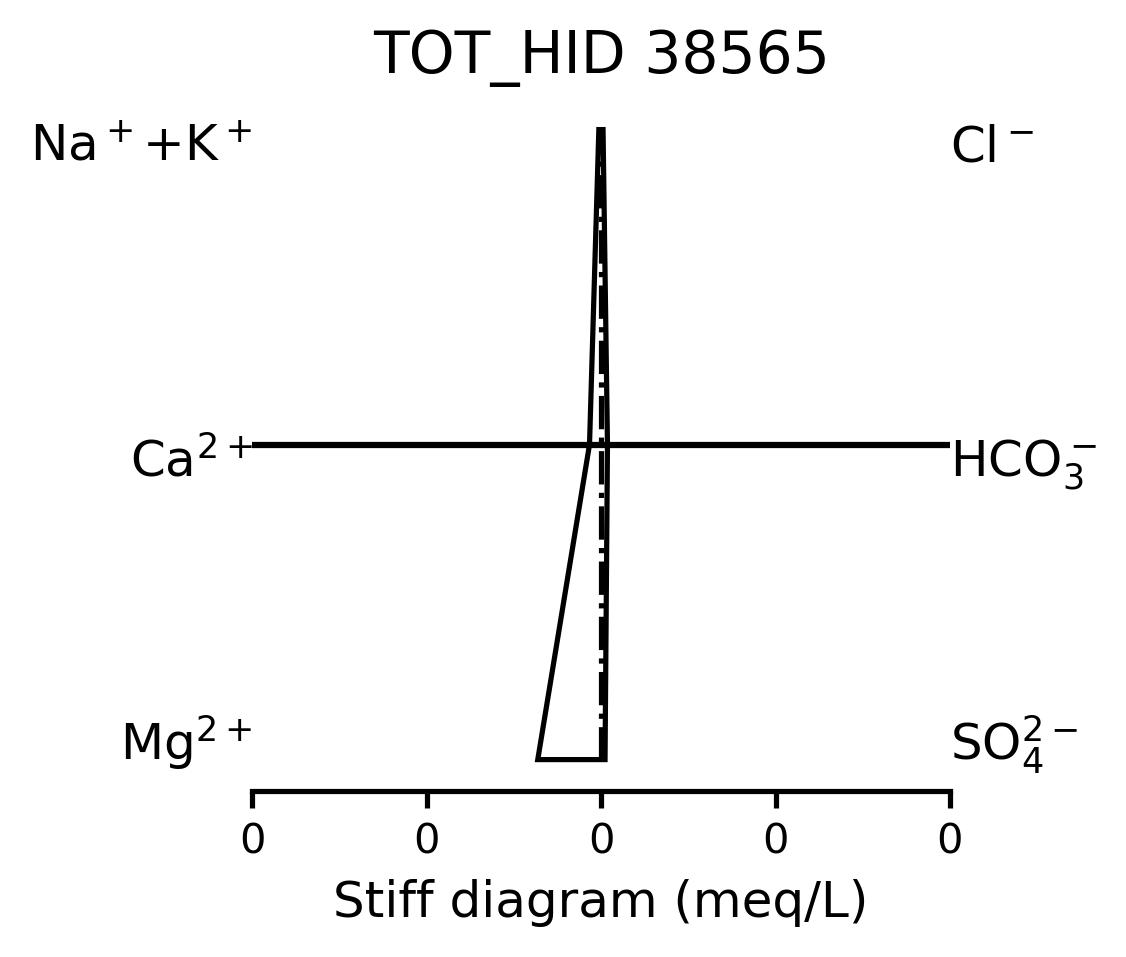 TOT_HID 38565
Na⁺+K⁺ Cl⁻
Ca²⁺ HCO₃⁻
Mg²⁺ SO₄²⁻
0 0 0 0 0
Stiff diagram (meq/L)